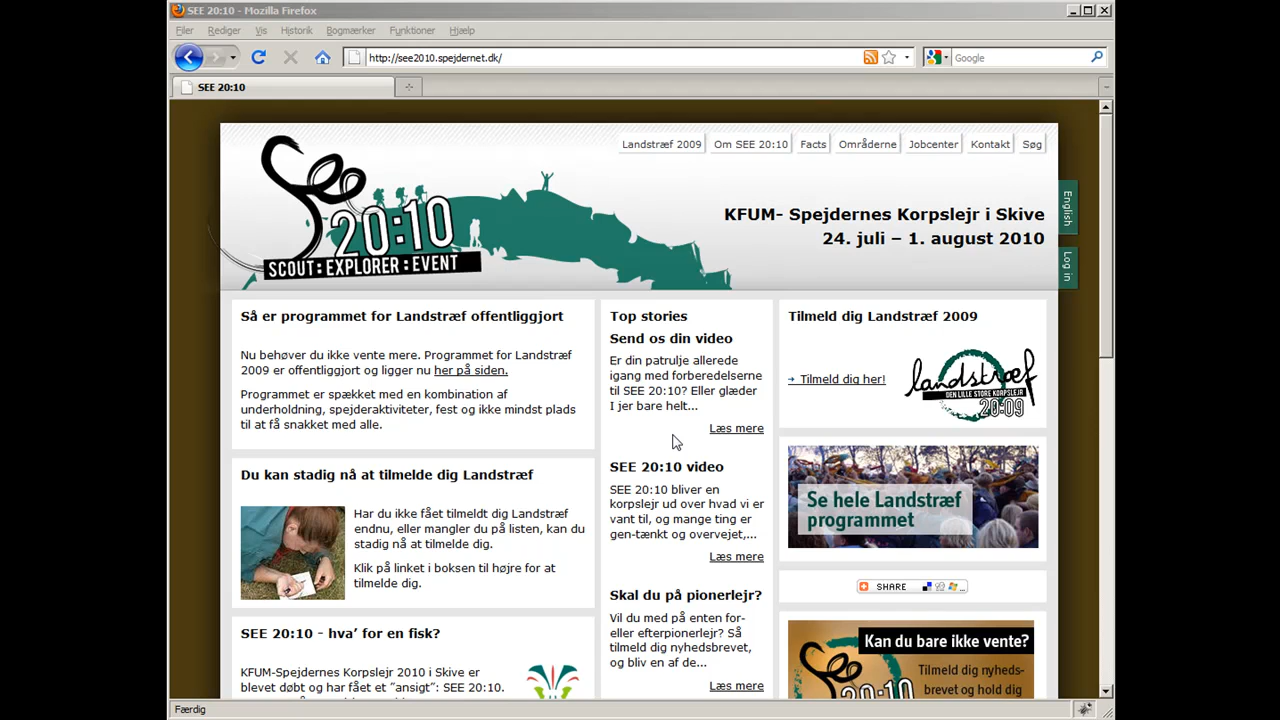 SEE 20:10 - Mozilla Firefox
Filer Rediger Vis Historik Bogmærker Funktioner Hjælp
http://see2010.spejdernet.dk/
Google
SEE 20:10
Landstræf 2009 Om SEE 20:10 Facts Områderne Jobcenter Kontakt Søg
See
20:10
SCOUT:EXPLORER:EVENT
KFUM- Spejdernes Korpslejr i Skive
24. juli – 1. august 2010
English
Log in
Så er programmet for Landstræf offentliggjort
Nu behøver du ikke vente mere. Programmet for Landstræf
2009 er offentliggjort og ligger nu her på siden.
Programmet er spækket med en kombination af
underholdning, spejderaktiviteter, fest og ikke mindst plads
til at få snakket med alle.
Du kan stadig nå at tilmelde dig Landstræf
Har du ikke fået tilmeldt dig Landstræf
endnu, eller mangler du på listen, kan du
stadig nå at tilmelde dig.
Klik på linket i boksen til højre for at
tilmelde dig.
SEE 20:10 - hva’ for en fisk?
KFUM-Spejdernes Korpslejr 2010 i Skive er
blevet døbt og har fået et ”ansigt”: SEE 20:10.
Top stories
Send os din video
Er din patrulje allerede
igang med forberedelserne
til SEE 20:10? Eller glæder
I jer bare helt...
Læs mere
SEE 20:10 video
SEE 20:10 bliver en
korpslejr ud over hvad vi er
vant til, og mange ting er
gen-tænkt og overvejet,...
Læs mere
Skal du på pionerlejr?
Vil du med på enten for-
eller efterpionerlejr? Så
tilmeld dig nyhedsbrevet,
og bliv en af de...
Læs mere
Tilmeld dig Landstræf 2009
Tilmeld dig her!
landstræf
DEN LILLE STORE KORPSLEJR
20:09
Se hele Landstræf
programmet
SHARE
Kan du bare ikke vente?
See
20:10
Tilmeld dig nyheds-
brevet og hold dig
Færdig